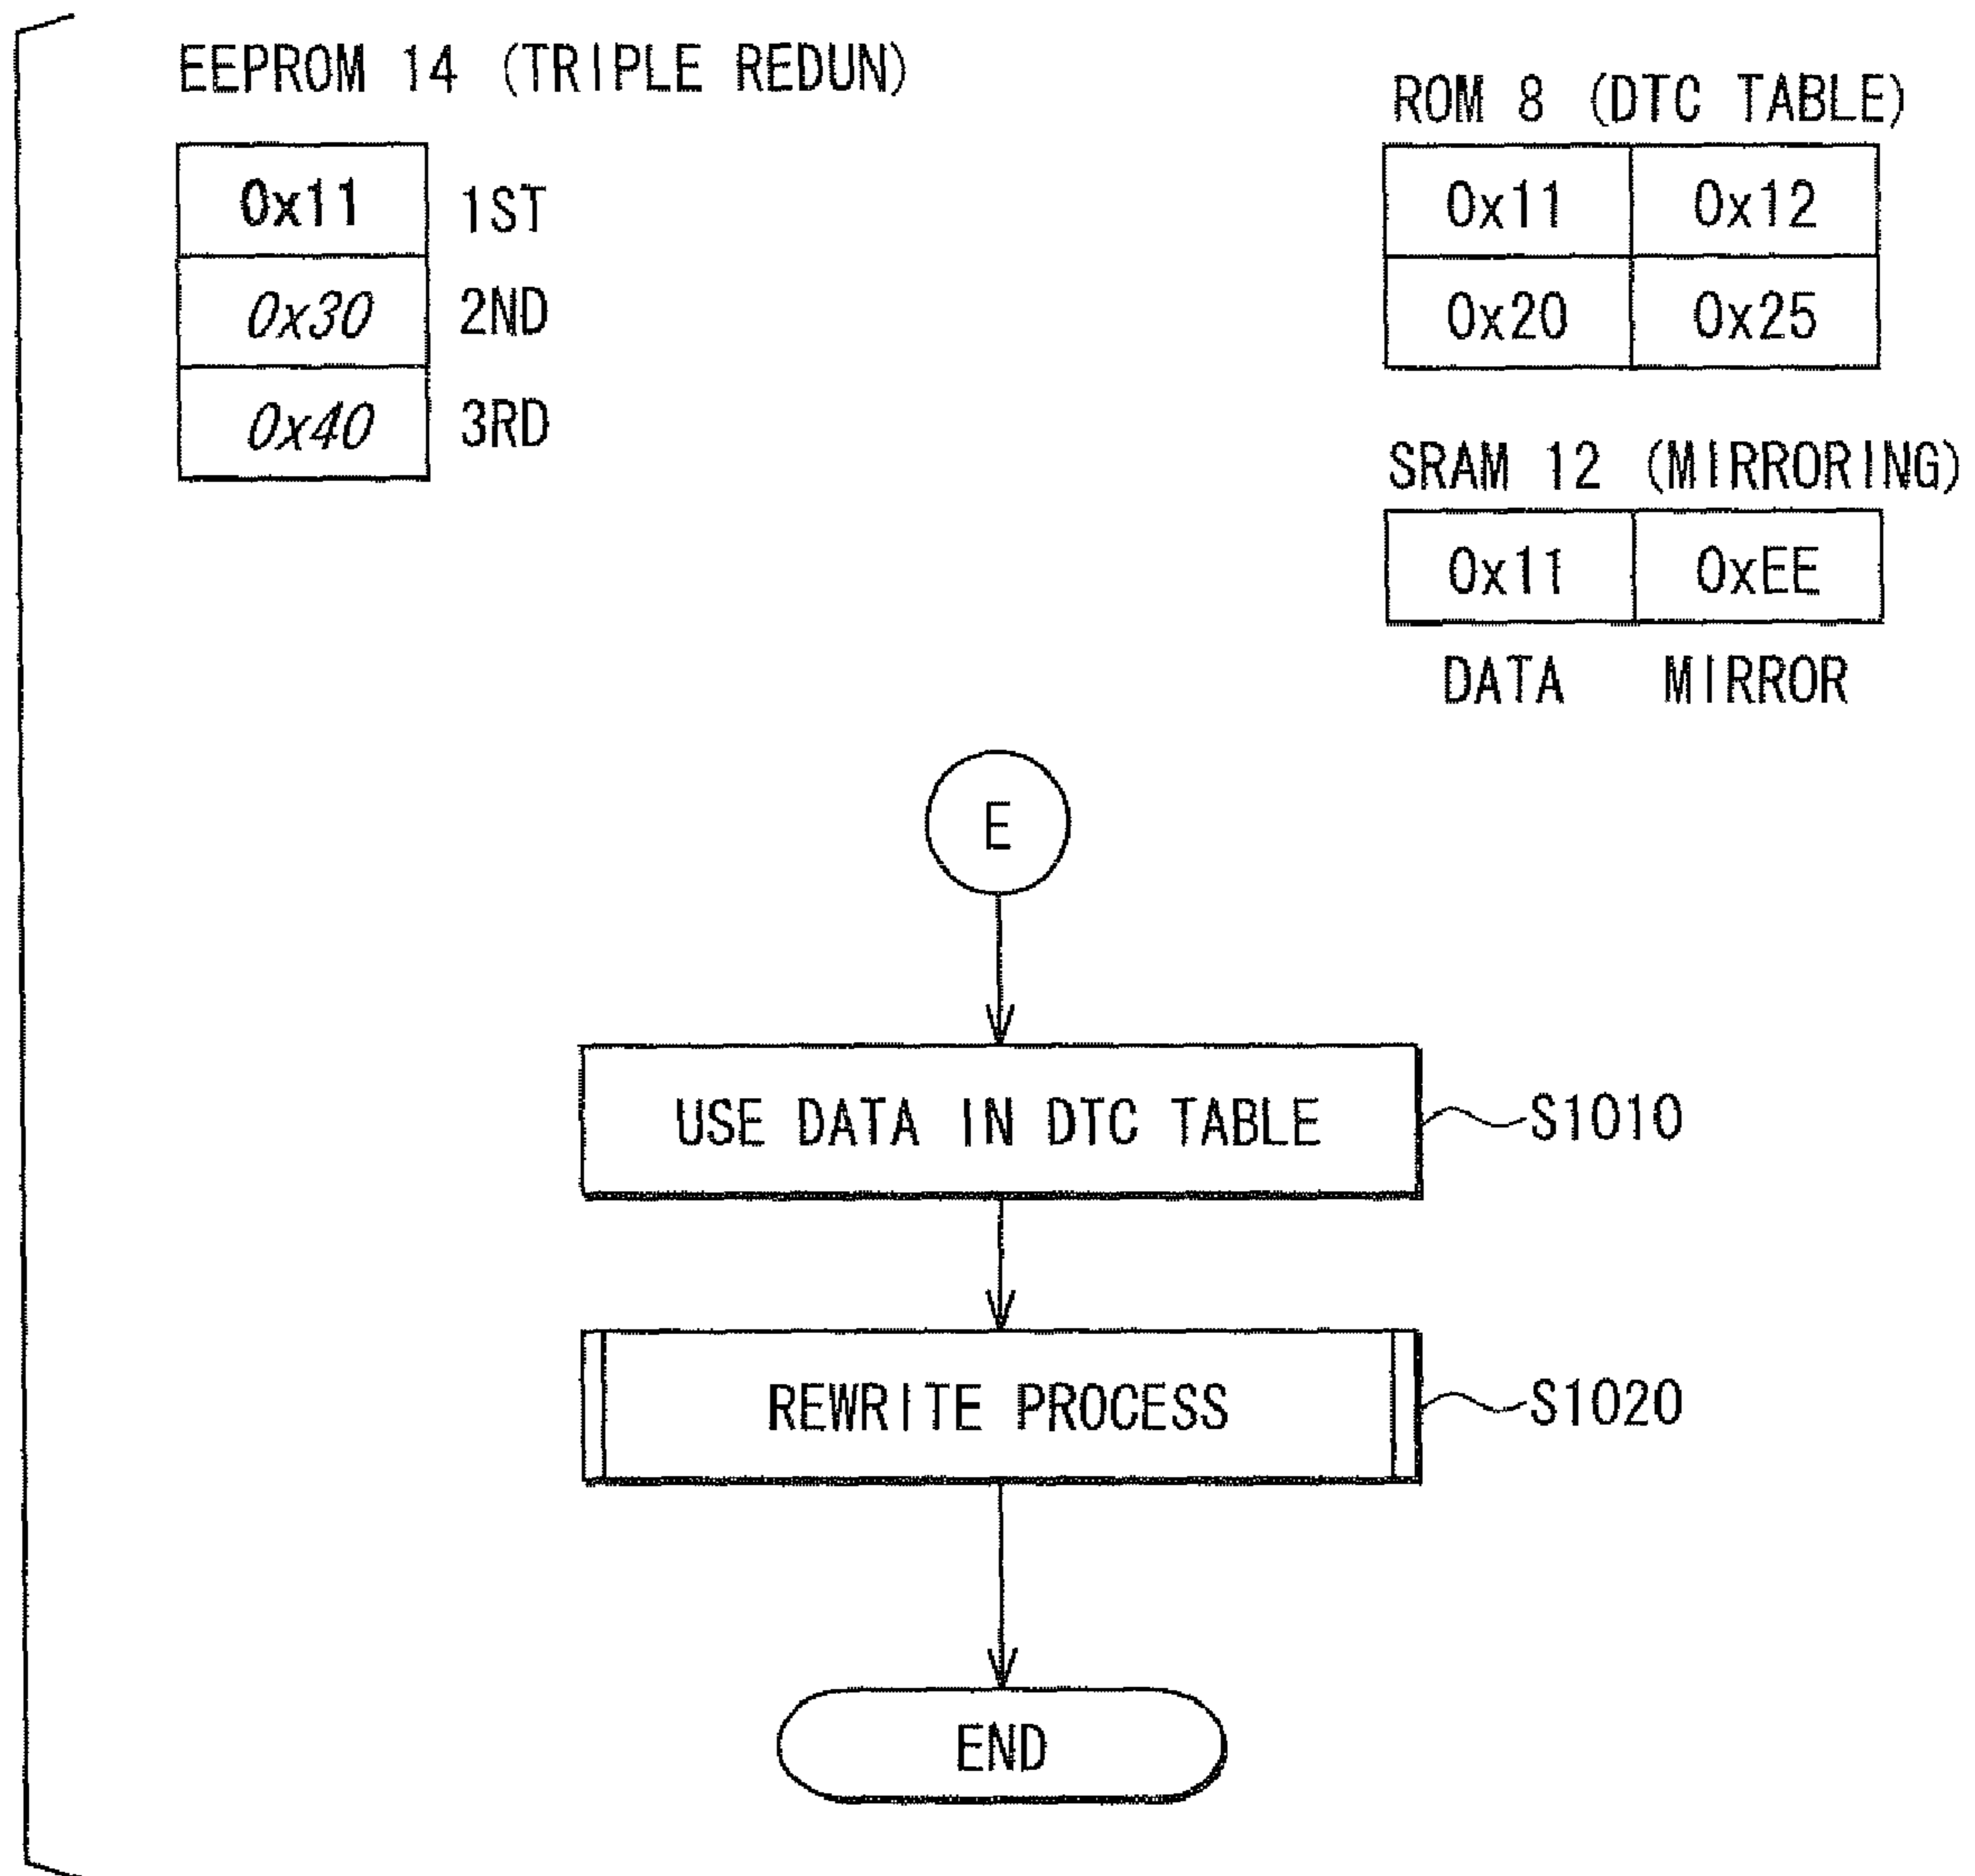 EEPROM 14 (TRIPLE REDUN)
0x11 1ST
0x30 2ND
0x40 3RD
ROM 8 (DTC TABLE)
0x11 0x12
0x20 0x25
SRAM 12 (MIRRORING)
0x11 0xEE
DATA MIRROR
E
USE DATA IN DTC TABLE S1010
REWRITE PROCESS S1020
END